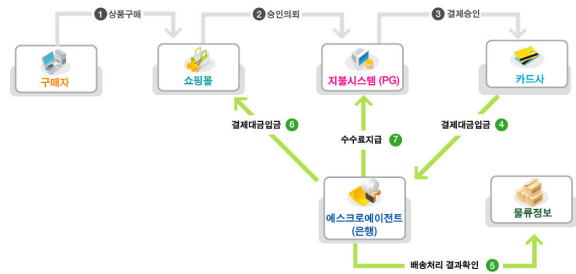 1 상품구매
2 승인의뢰
3 결제승인
구매자
쇼핑몰
지불시스템 (PG)
카드사
결제대금입금 6
수수료지급 7
결제대금입금 4
에스크로에이전트
(은행)
물류정보
배송처리 결과확인 5